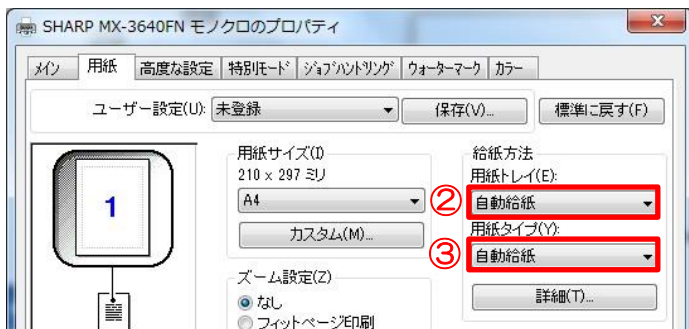 SHARP MX-3640FN モノクロのプロパティ
メイン 用紙 高度な設定 特別モード ジョブハンドリング ウォーターマーク カラー
ユーザー設定(U): 未登録 保存(V)... 標準に戻す(F)
用紙サイズ(I)
210 x 297 ミリ
A4
カスタム(M)...
ズーム設定(Z)
なし
フィットページ印刷
給紙方法
用紙トレイ(E):
② 自動給紙
用紙タイプ(Y):
③ 自動給紙
詳細(T)...
1